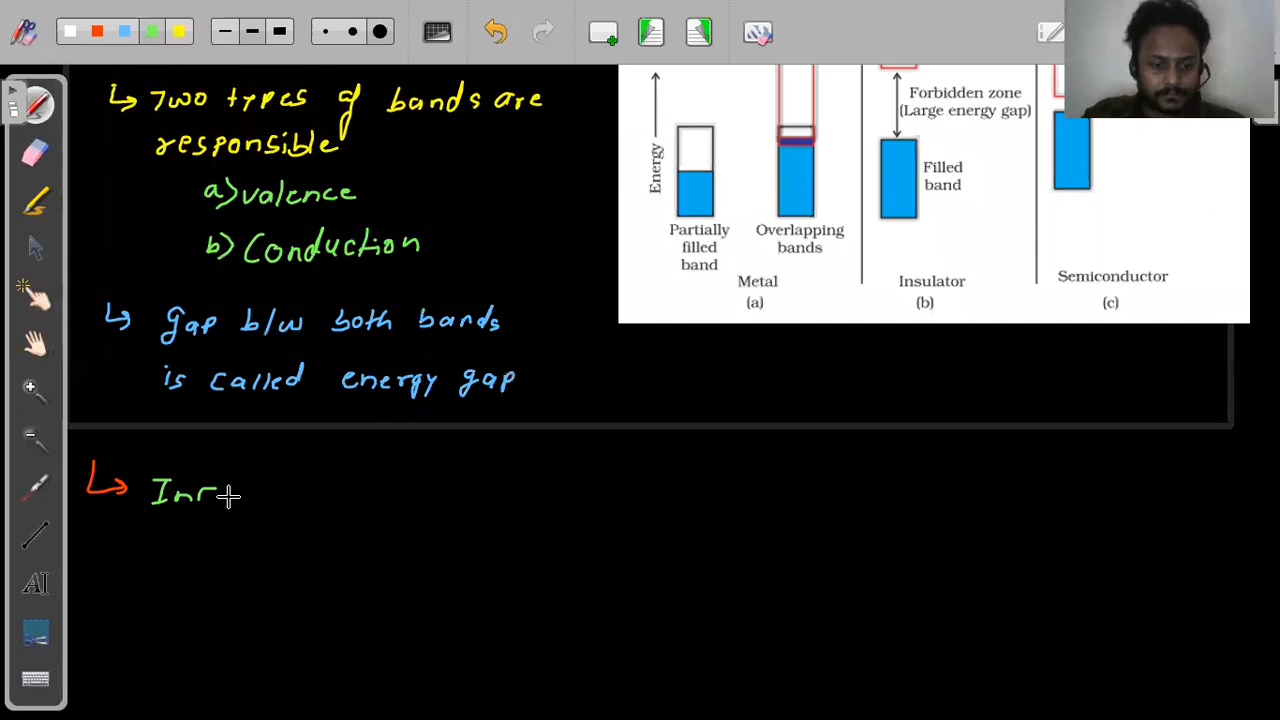 ↳ Two types of bands are
responsible
a) valence
b) Conduction
↳ gap b/w both bands
is called energy gap
↳ Inr
Energy
Partially
filled
band
Overlapping
bands
Metal
(a)
Forbidden zone
(Large energy gap)
Filled
band
Insulator
(b)
Semiconductor
(c)
AI